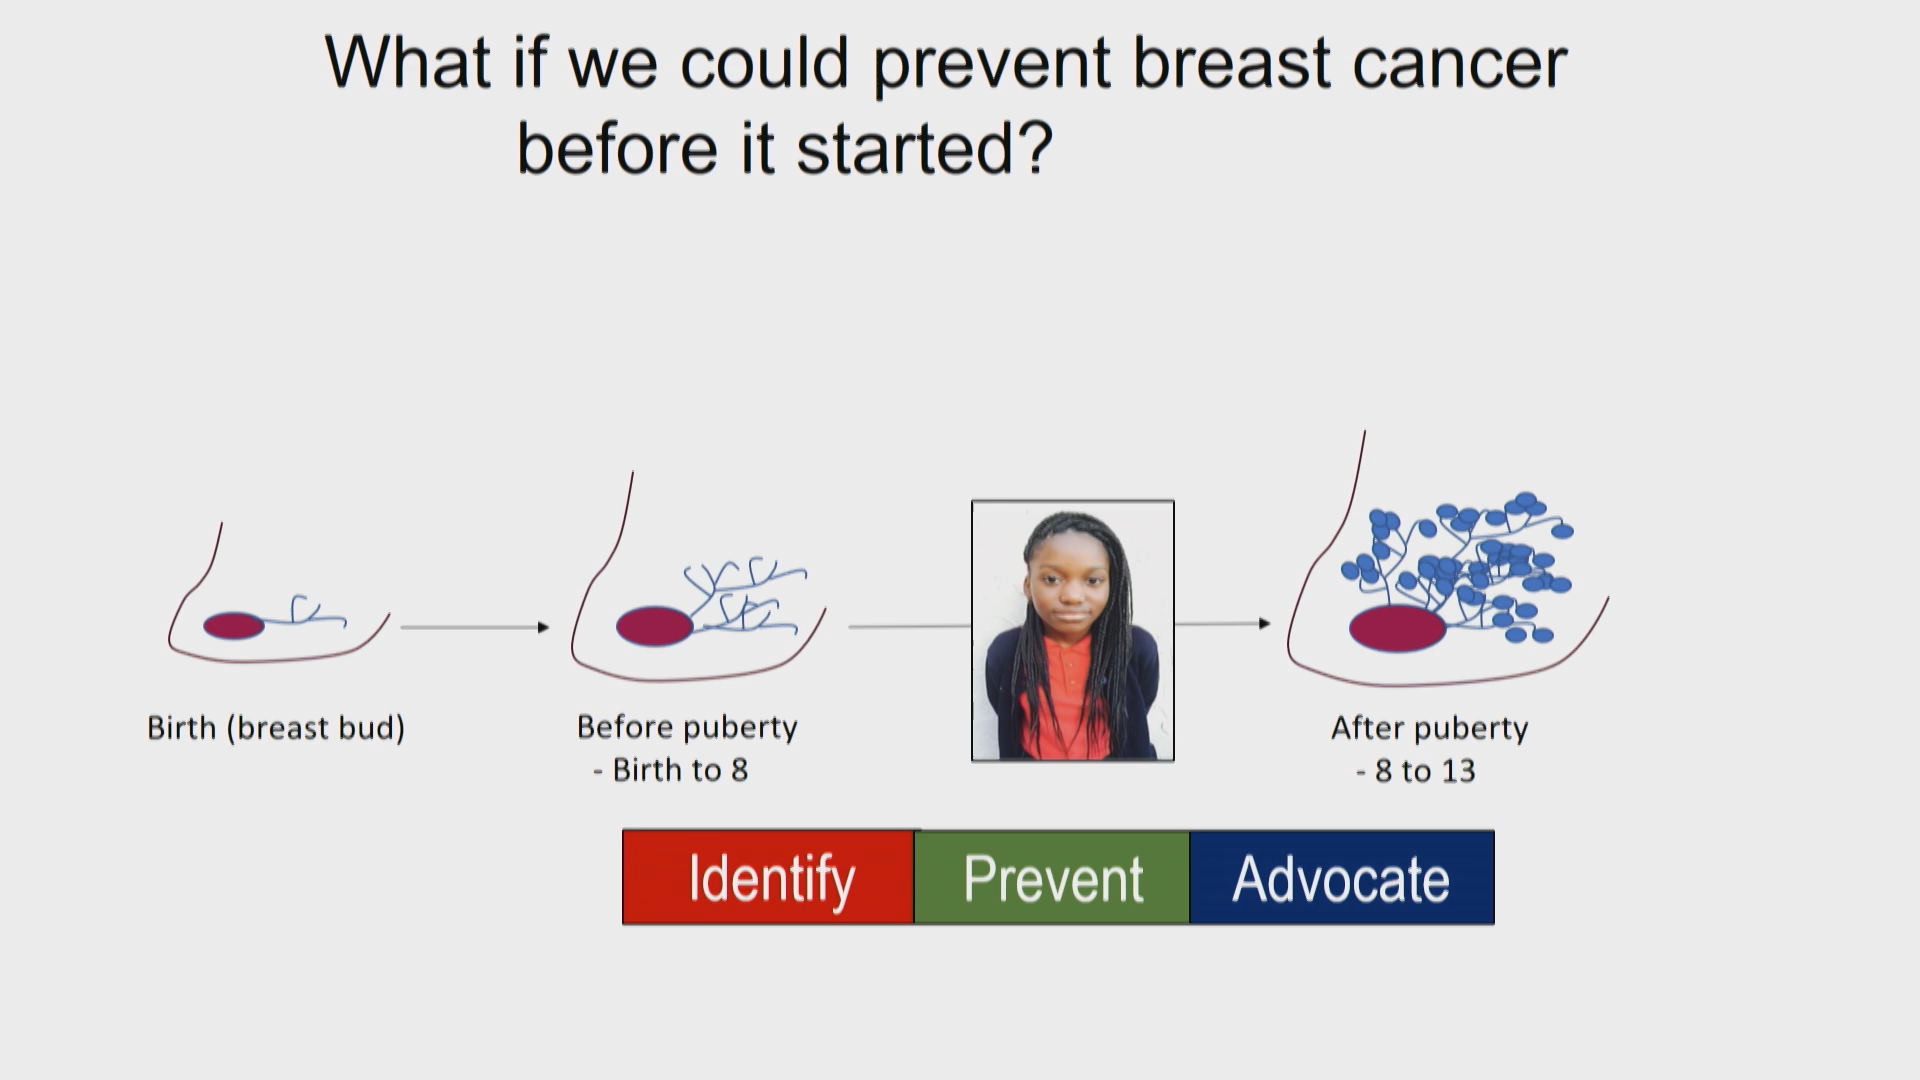 What if we could prevent breast cancer
before it started?
Birth (breast bud)
Before puberty
- Birth to 8
After puberty
- 8 to 13
Identify
Prevent
Advocate